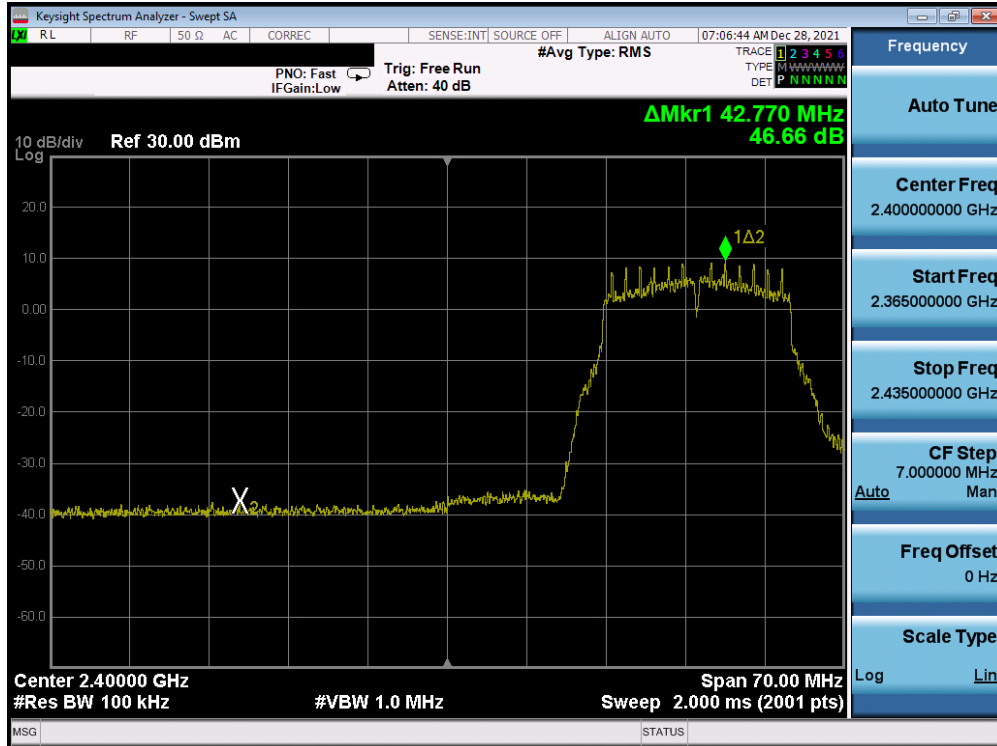 Keysight Spectrum Analyzer - Swept SA
LXI RL RF 50 Ω AC CORREC SENSE:INT SOURCE OFF ALIGN AUTO 07:06:44 AM Dec 28, 2021
#Avg Type: RMS
TRACE 1 2 3 4 5 6
TYPE M WWWWW
DET P N N N N N
PNO: Fast
IFGain:Low
Trig: Free Run
Atten: 40 dB
ΔMkr1 42.770 MHz
46.66 dB
10 dB/div Ref 30.00 dBm
Log
20.0
10.0
0.00
-10.0
-20.0
-30.0
-40.0
-50.0
-60.0
1Δ2
X2
Center 2.40000 GHz
Span 70.00 MHz
#Res BW 100 kHz
#VBW 1.0 MHz
Sweep 2.000 ms (2001 pts)
MSG
STATUS
Frequency
Auto Tune
Center Freq
2.400000000 GHz
Start Freq
2.365000000 GHz
Stop Freq
2.435000000 GHz
CF Step
7.000000 MHz
Auto Man
Freq Offset
0 Hz
Scale Type
Log Lin